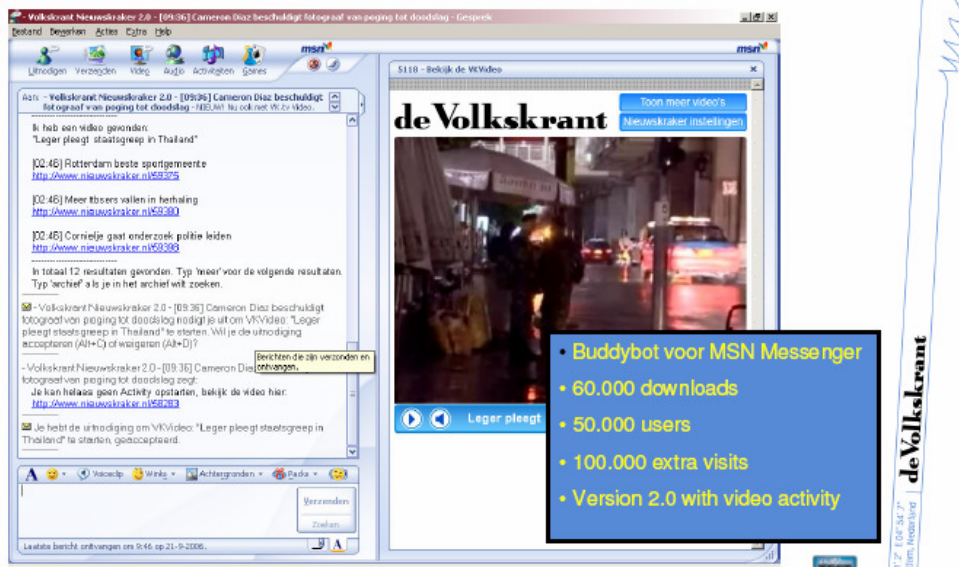 - Volkskrant Nieuwskraker 2.0 - [09:36] Cameron Diaz beschuldigt fotograaf van poging tot doodslag - Gesprek
Bestand Bewerken Acties Extra Help
msn
Uitnodigen Verzenden Video Audio Activiteiten Games
Aan: - Volkskrant Nieuwskraker 2.0 - [09:36] Cameron Diaz beschuldigt
fotograaf van poging tot doodslag - NIEUW! Nu ook met VK.tv Video.
Ik heb een video gevonden:
"Leger pleegt staatsgreep in Thailand"
[02:46] Rotterdam beste sportgemeente
http://www.nieuwskraker.nl/59375
[02:46] Meer tbsers vallen in herhaling
http://www.nieuwskraker.nl/59380
[02:46] Cornielje gaat onderzoek politie leiden
http://www.nieuwskraker.nl/59396
In totaal 12 resultaten gevonden. Typ 'meer' voor de volgende resultaten.
Typ 'archief' als je in het archief wilt zoeken.
- Volkskrant Nieuwskraker 2.0 - [09:36] Cameron Diaz beschuldigt
fotograaf van poging tot doodslag nodigt je uit om VKVideo: "Leger
pleegt staatsgreep in Thailand" te starten. Wil je de uitnodiging
accepteren (Alt+C) of weigeren (Alt+D)?
Berichten die zijn verzonden en
ontvangen.
- Volkskrant Nieuwskraker 2.0 - [09:36] Cameron Dia
fotograaf van poging tot doodslag zegt:
Je kan helaas geen Activity opstarten, bekijk de video hier:
http://www.nieuwskraker.nl/58283
Je hebt de uitnodiging om VKVideo: "Leger pleegt staatsgreep in
Thailand" te starten, geaccepteerd.
A Voiceclip Winks Achtergronden Packs
Verzenden
Zoeken
Laatste bericht ontvangen om 9:46 op 21-9-2006.
A
msn
5118 - Bekijk de VKVideo
de Volkskrant
Toon meer video's
Nieuwskraker instellingen
Leger pleegt
• Buddybot voor MSN Messenger
• 60.000 downloads
• 50.000 users
• 100.000 extra visits
• Version 2.0 with video activity
de Volkskrant